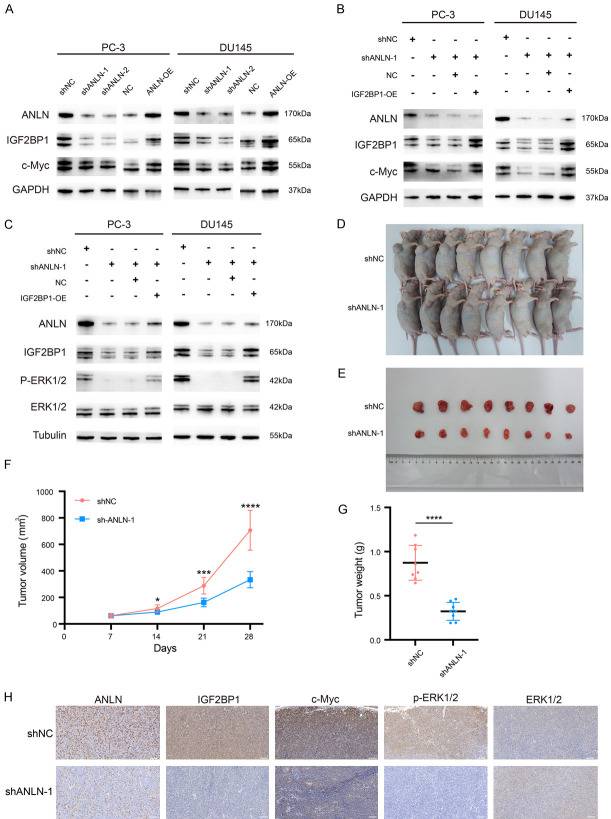 A
PC-3 DU145
shNC shANLN-1 shANLN-2 NC ANLN-OE shNC shANLN-1 shANLN-2 NC ANLN-OE
ANLN 170kDa
IGF2BP1 65kDa
c-Myc 55kDa
GAPDH 37kDa
B
PC-3 DU145
shNC + - - - + - - -
shANLN-1 - + + + - + + +
NC - - + - - - + -
IGF2BP1-OE - - - + - - - +
ANLN 170kDa
IGF2BP1 65kDa
c-Myc 55kDa
GAPDH 37kDa
C
PC-3 DU145
shNC + - - - + - - -
shANLN-1 - + + + - + + +
NC - - + - - - + -
IGF2BP1-OE - - - + - - - +
ANLN 170kDa
IGF2BP1 65kDa
P-ERK1/2 42kDa
ERK1/2 42kDa
Tubulin 55kDa
D
shNC
shANLN-1
E
shNC
shANLN-1
F
Tumor volume (mm3)
1000
800
600
400
200
0
0 7 14 21 28
Days
shNC
sh-ANLN-1
* *** ****
G
Tumor weight (g)
1.5
1.0
0.5
0.0
****
shNC shANLN-1
H
ANLN IGF2BP1 c-Myc p-ERK1/2 ERK1/2
shNC
shANLN-1